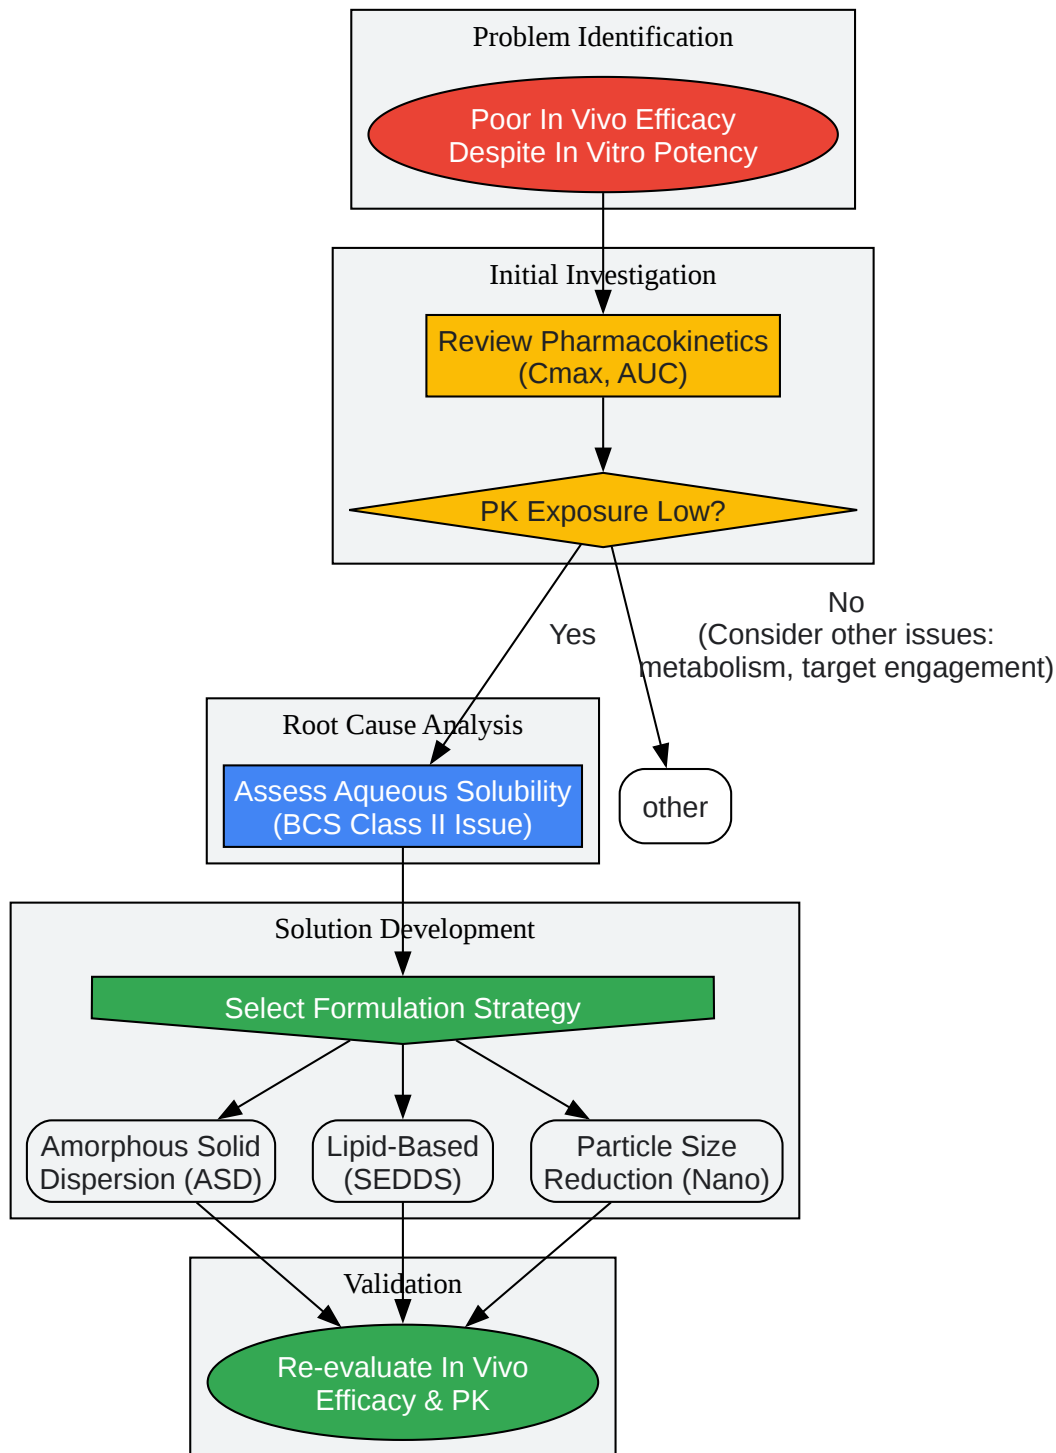 Problem Identification
Poor In Vivo Efficacy
Despite In Vitro Potency
Initial Investigation
Review Pharmacokinetics
(Cmax, AUC)
PK Exposure Low?
Yes
No
(Consider other issues:
metabolism, target engagement)
Root Cause Analysis
Assess Aqueous Solubility
(BCS Class II Issue)
other
Solution Development
Select Formulation Strategy
Amorphous Solid
Dispersion (ASD)
Lipid-Based
(SEDDS)
Particle Size
Reduction (Nano)
Validation
Re-evaluate In Vivo
Efficacy & PK